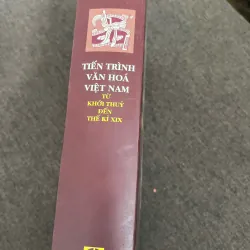 TIẾN TRÌNH
VĂN HOÁ
VIỆT NAM
TỪ
KHỞI THUỶ
ĐẾN
THẾ KỈ XIX